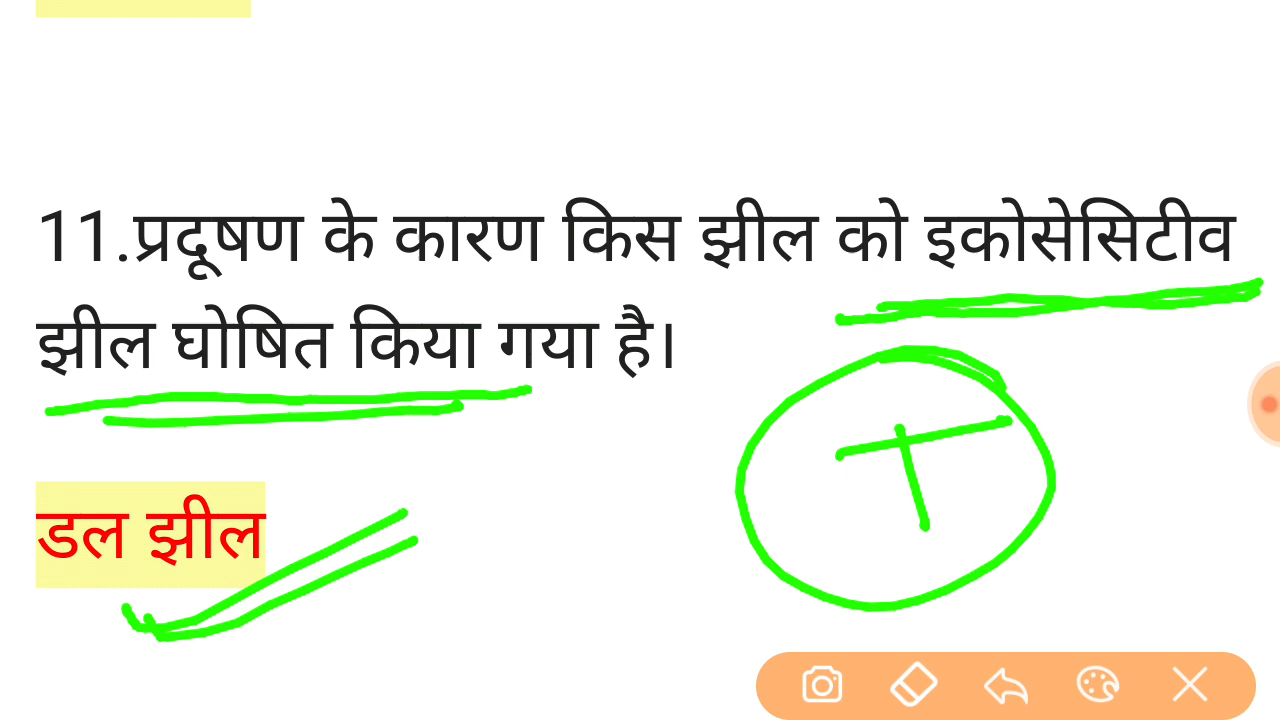 11.प्रदूषण के कारण किस झील को इकोसेसिटीव
झील घोषित किया गया है।
डल झील
T